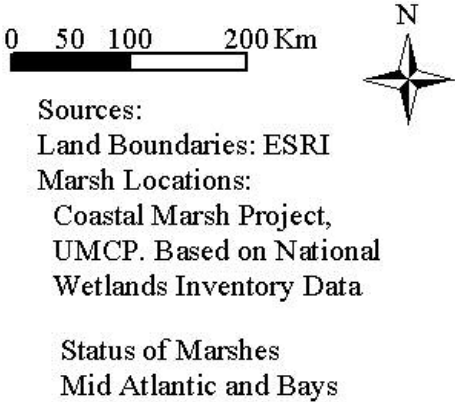 N
0 50 100 200 Km
Sources:
Land Boundaries: ESRI
Marsh Locations:
Coastal Marsh Project,
UMCP. Based on National
Wetlands Inventory Data
Status of Marshes
Mid Atlantic and Bays